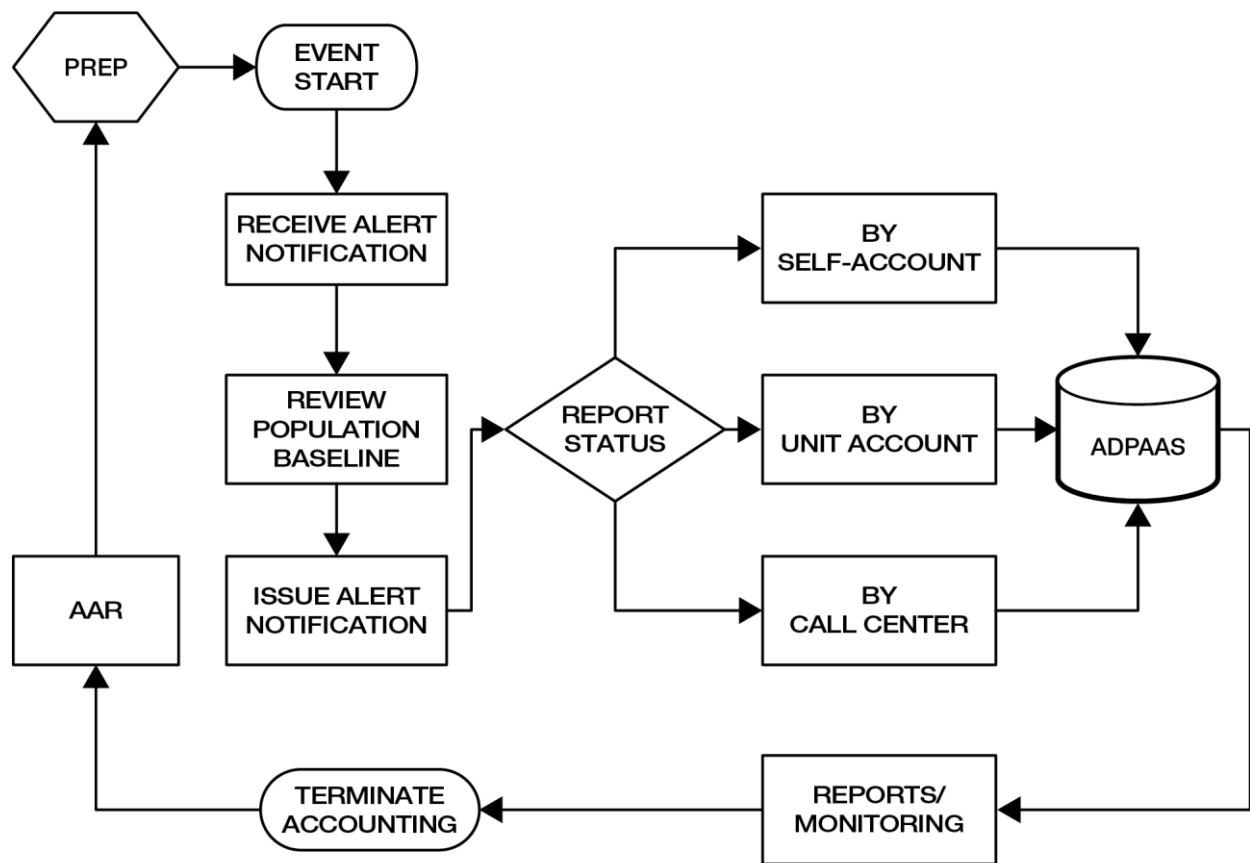 PREP
EVENT
START
RECEIVE ALERT
NOTIFICATION
REVIEW
POPULATION
BASELINE
ISSUE ALERT
NOTIFICATION
REPORT
STATUS
BY
SELF-ACCOUNT
BY
UNIT ACCOUNT
BY
CALL CENTER
ADPAAS
REPORTS/
MONITORING
TERMINATE
ACCOUNTING
AAR